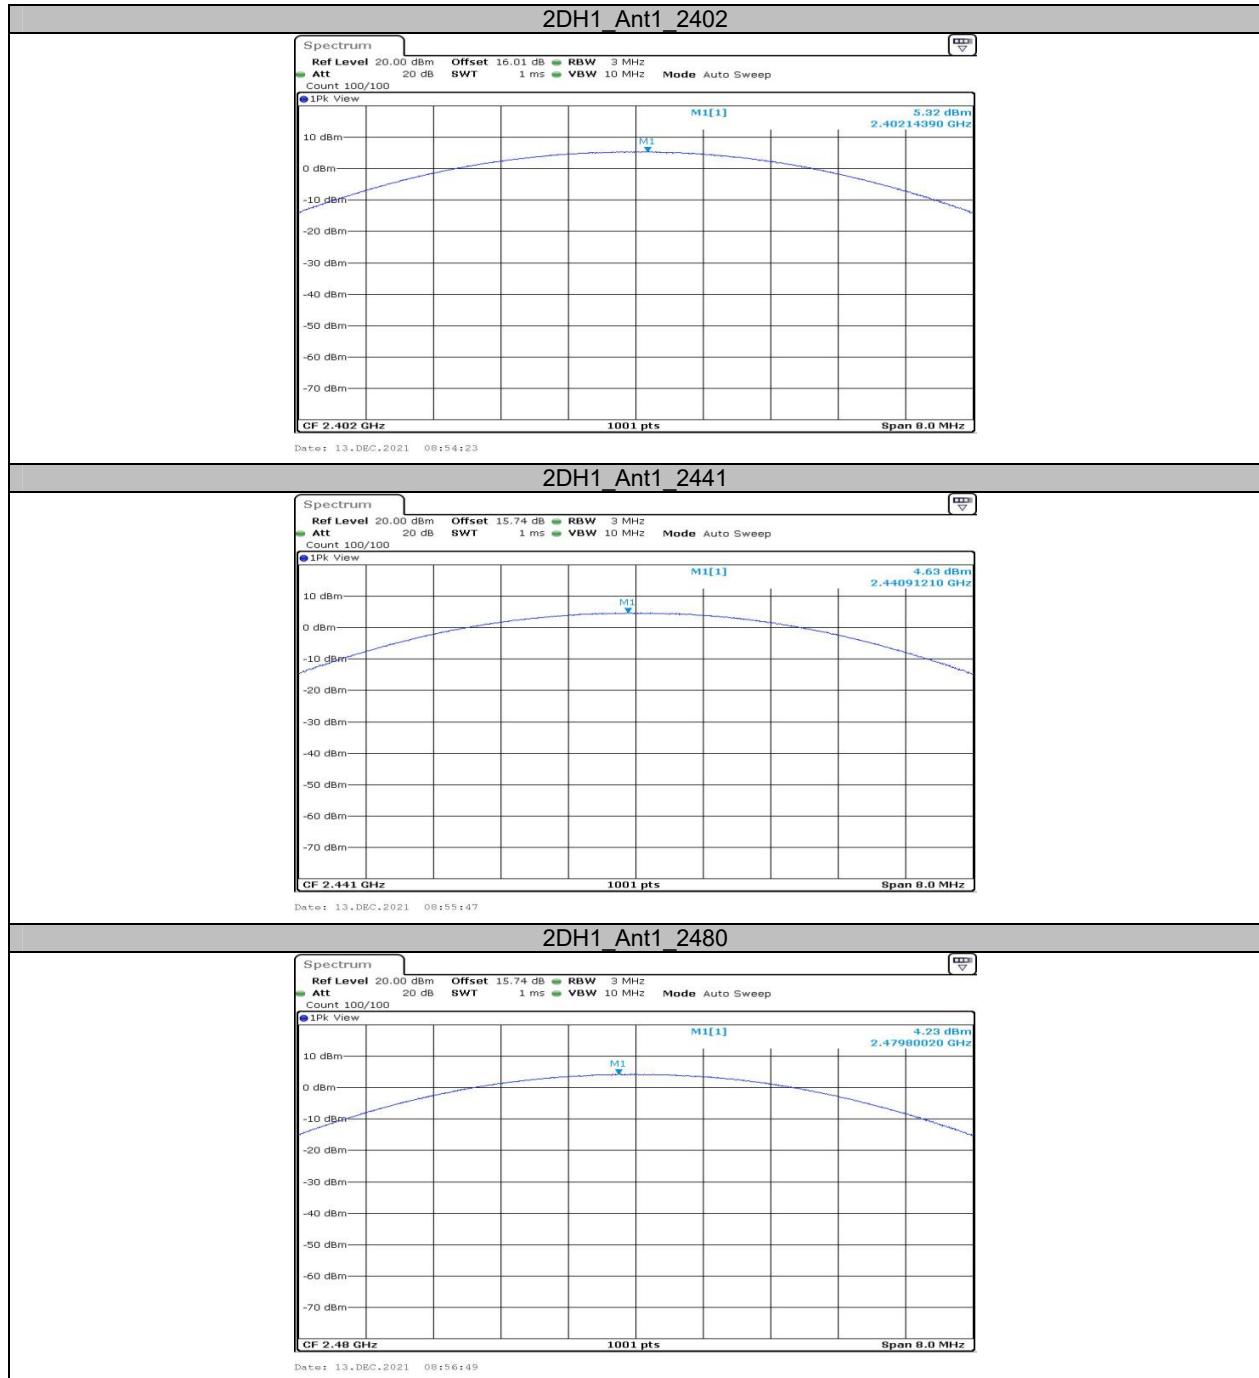 2DH1_Ant1_2402
Spectrum
Ref Level 20.00 dBm Offset 16.01 dB RBW 3 MHz
Att 20 dB SWT 1 ms VBW 10 MHz Mode Auto Sweep
Count 100/100
1Pk View
M1[1] 5.32 dBm
2.40214390 GHz
10 dBm
M1
0 dBm
-10 dBm
-20 dBm
-30 dBm
-40 dBm
-50 dBm
-60 dBm
-70 dBm
CF 2.402 GHz 1001 pts Span 8.0 MHz
Date: 13.DEC.2021 08:54:23
2DH1_Ant1_2441
Spectrum
Ref Level 20.00 dBm Offset 15.74 dB RBW 3 MHz
Att 20 dB SWT 1 ms VBW 10 MHz Mode Auto Sweep
Count 100/100
1Pk View
M1[1] 4.63 dBm
2.44091210 GHz
10 dBm
M1
0 dBm
-10 dBm
-20 dBm
-30 dBm
-40 dBm
-50 dBm
-60 dBm
-70 dBm
CF 2.441 GHz 1001 pts Span 8.0 MHz
Date: 13.DEC.2021 08:55:47
2DH1_Ant1_2480
Spectrum
Ref Level 20.00 dBm Offset 15.74 dB RBW 3 MHz
Att 20 dB SWT 1 ms VBW 10 MHz Mode Auto Sweep
Count 100/100
1Pk View
M1[1] 4.23 dBm
2.47980020 GHz
10 dBm
M1
0 dBm
-10 dBm
-20 dBm
-30 dBm
-40 dBm
-50 dBm
-60 dBm
-70 dBm
CF 2.48 GHz 1001 pts Span 8.0 MHz
Date: 13.DEC.2021 08:56:49